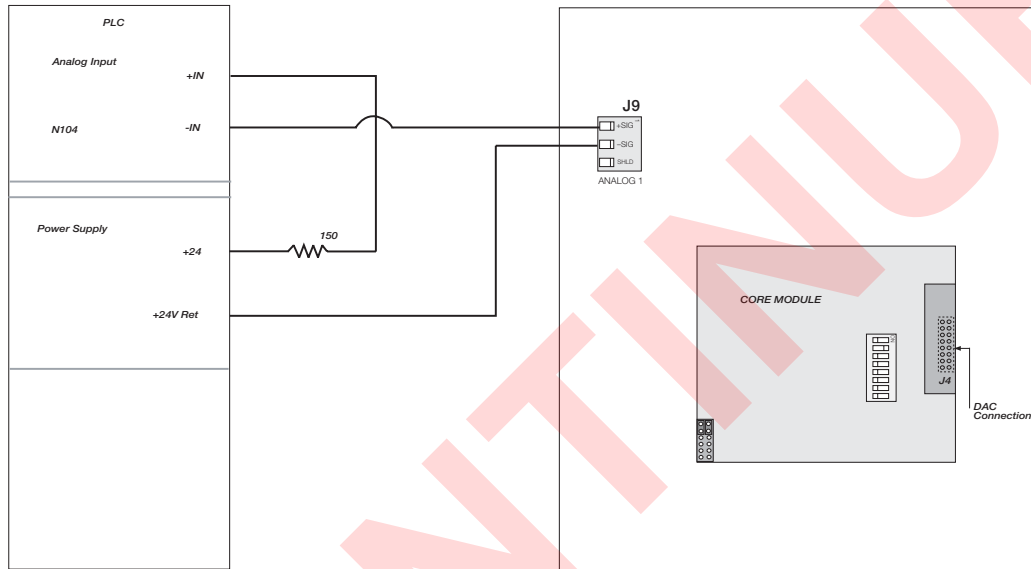 PLC
Analog Input
+IN
N104
-IN
Power Supply
+24
150
+24V Ret
J9
+SIG
–SIG
SHLD
ANALOG 1
CORE MODULE
J4
DAC
Connection